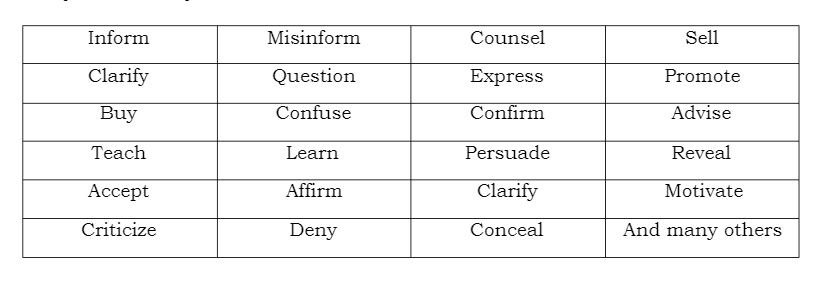 Inform Misinform Counsel Sell
Clarify Question Express Promote
Buy Confuse Confirm Advise
Teach Learn Persuade Reveal
Accept Affirm Clarify Motivate
Criticize Deny Conceal And many others